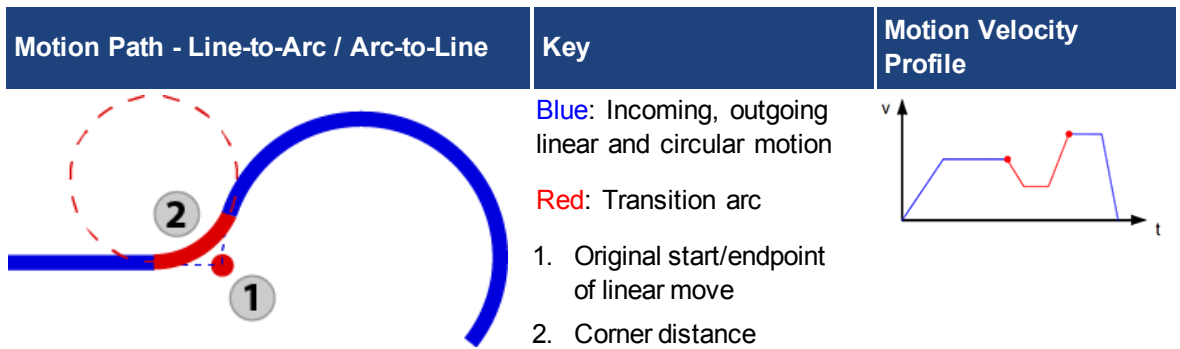 Motion Path - Line-to-Arc / Arc-to-Line
Key
Motion Velocity
Profile
2
1
Blue: Incoming, outgoing
linear and circular motion
Red: Transition arc
1. Original start/endpoint
of linear move
2. Corner distance
v
t